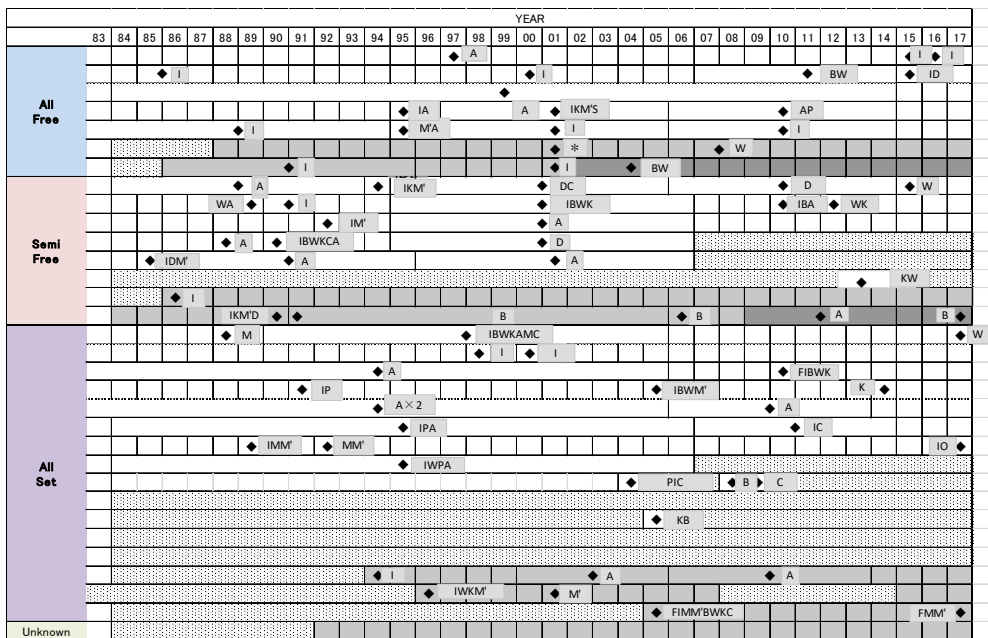 YEAR
83 84 85 86 87 88 89 90 91 92 93 94 95 96 97 98 99 00 01 02 03 04 05 06 07 08 09 10 11 12 13 14 15 16 17
All
Free
A I I
I I BW ID
IA A IKM'S AP
I M'A I I
* W
I I BW
Semi
Free
A IKM' DC D W
WA I IBWK IBA WK
IM' A
A IBWKCA D
IDM' A A
KW
I
IKM'D B B A B
All
Set
M IBWKAMC W
I I
A FIBWK
IP IBWM' K
A×2 A
IPA IC
IMM' MM' IO
IWPA
PIC B C
KB
I A A
IWKM' M'
FIMM'BWKC FMM'
Unknown